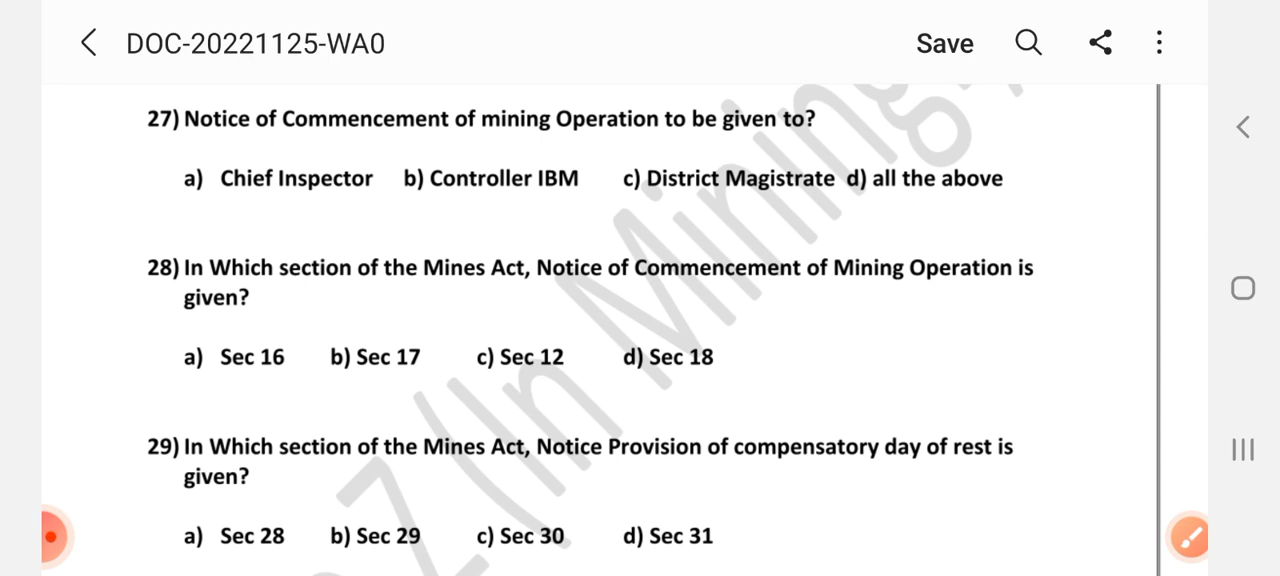 DOC-20221125-WA0
Save
27) Notice of Commencement of mining Operation to be given to?
a) Chief Inspector b) Controller IBM c) District Magistrate d) all the above
28) In Which section of the Mines Act, Notice of Commencement of Mining Operation is
given?
a) Sec 16 b) Sec 17 c) Sec 12 d) Sec 18
29) In Which section of the Mines Act, Notice Provision of compensatory day of rest is
given?
a) Sec 28 b) Sec 29 c) Sec 30 d) Sec 31
Z (In Mining